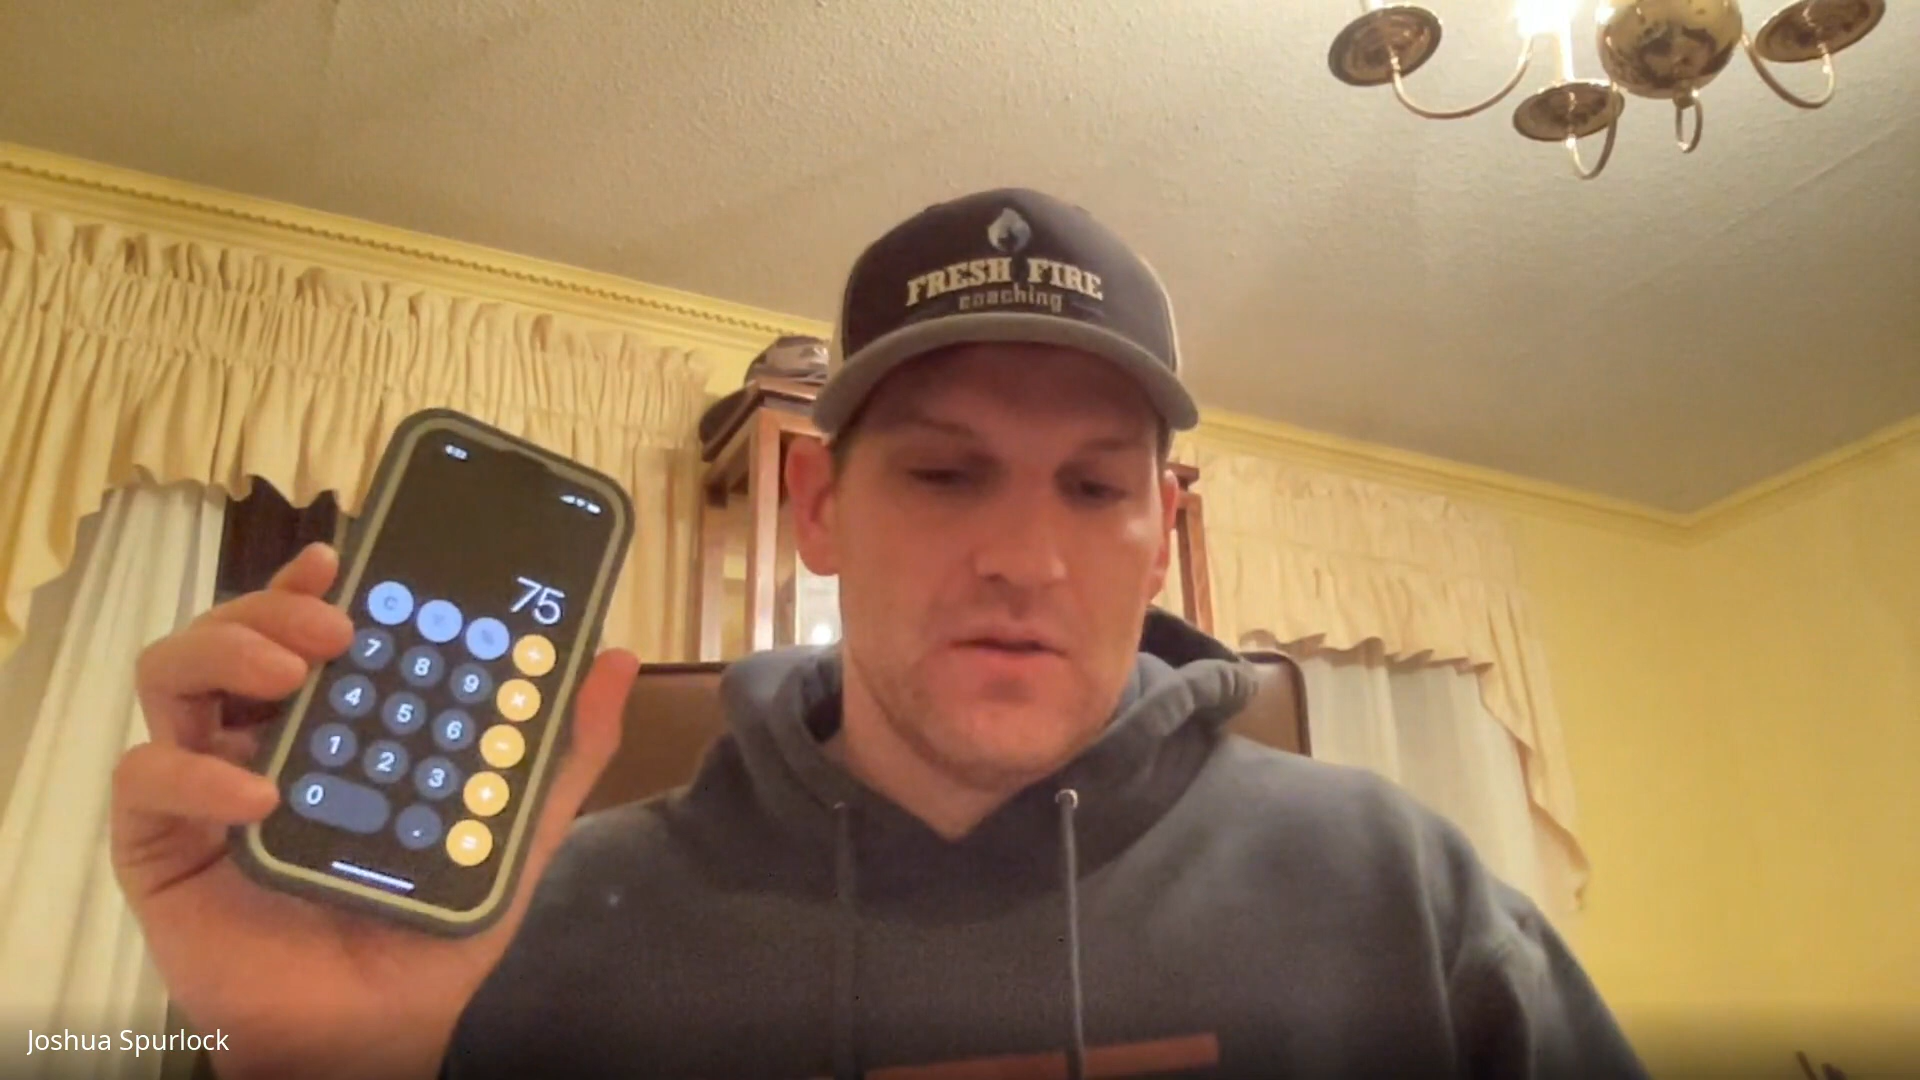 FRESH FIRE
coaching
75
7 8 9 ×
4 5 6 -
1 2 3 +
0 . =
Joshua Spurlock